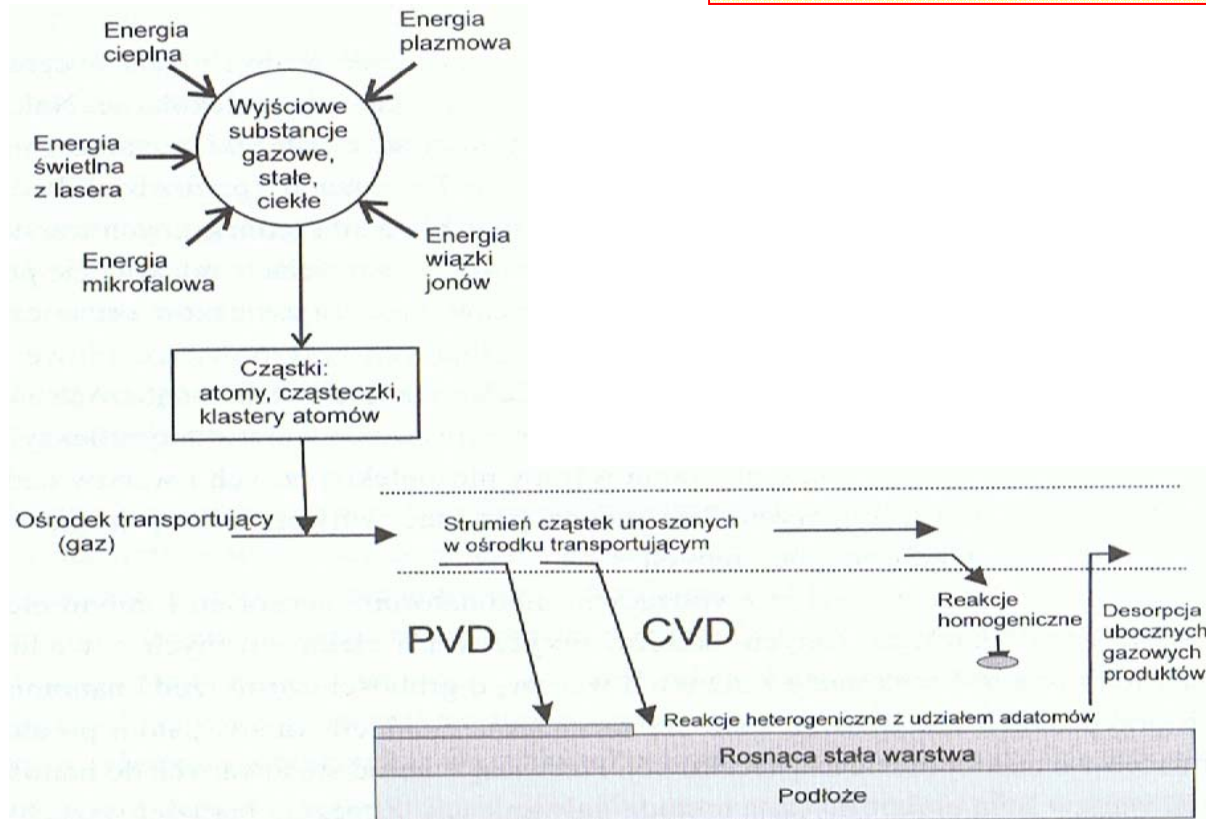 Energia
cieplna
Energia
plazmowa
Wyjściowe
substancje
gazowe,
stałe,
ciekłe
Energia
świetlna
z lasera
Energia
mikrofalowa
Energia
wiązki
jonów
Cząstki:
atomy, cząsteczki,
klastery atomów
Ośrodek transportujący
(gaz)
Strumień cząstek unoszonych
w ośrodku transportującym
PVD
CVD
Reakcje
homogeniczne
Desorpcja
ubocznych
gazowych
produktów
Reakcje heterogeniczne z udziałem adatomów
Rosnąca stała warstwa
Podłoże